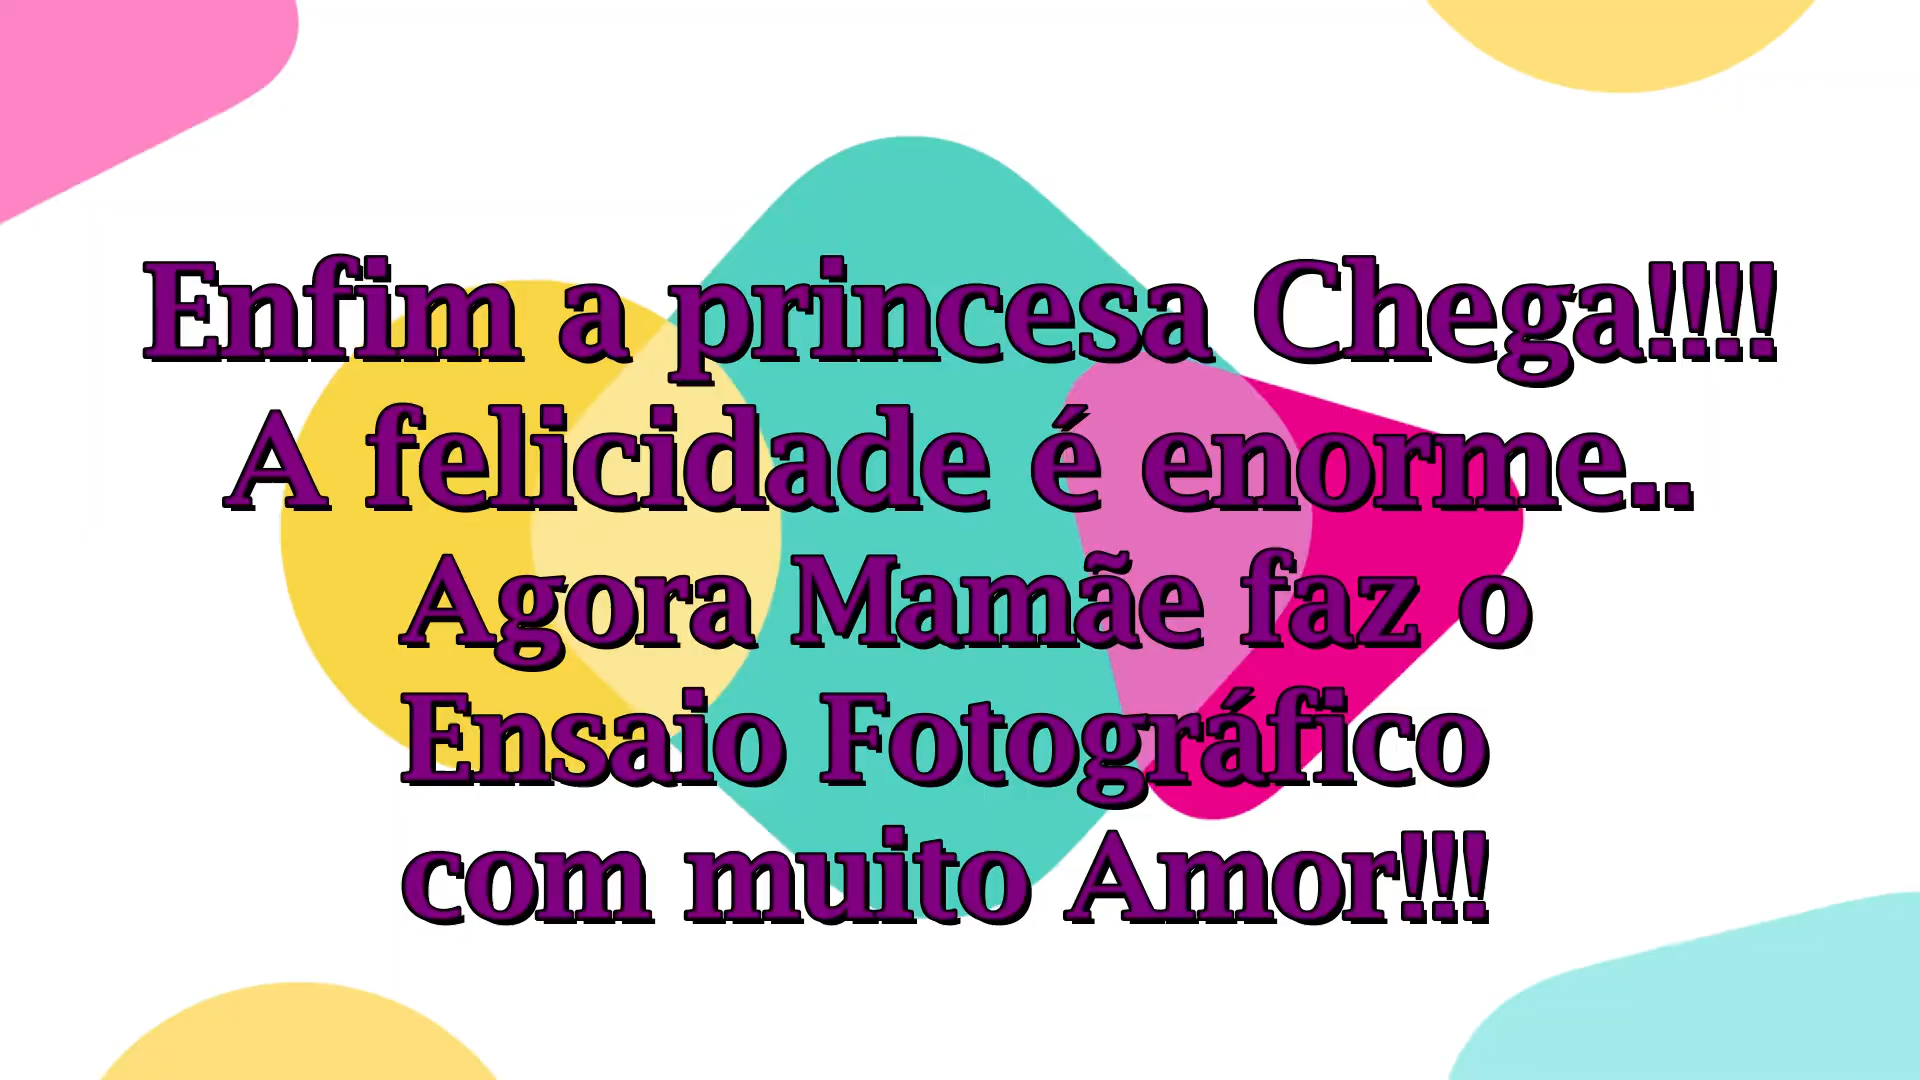 Enfim a princesa Chega!!!!
A felicidade é enorme..
Agora Mamãe faz o
Ensaio Fotográfico
com muito Amor!!!